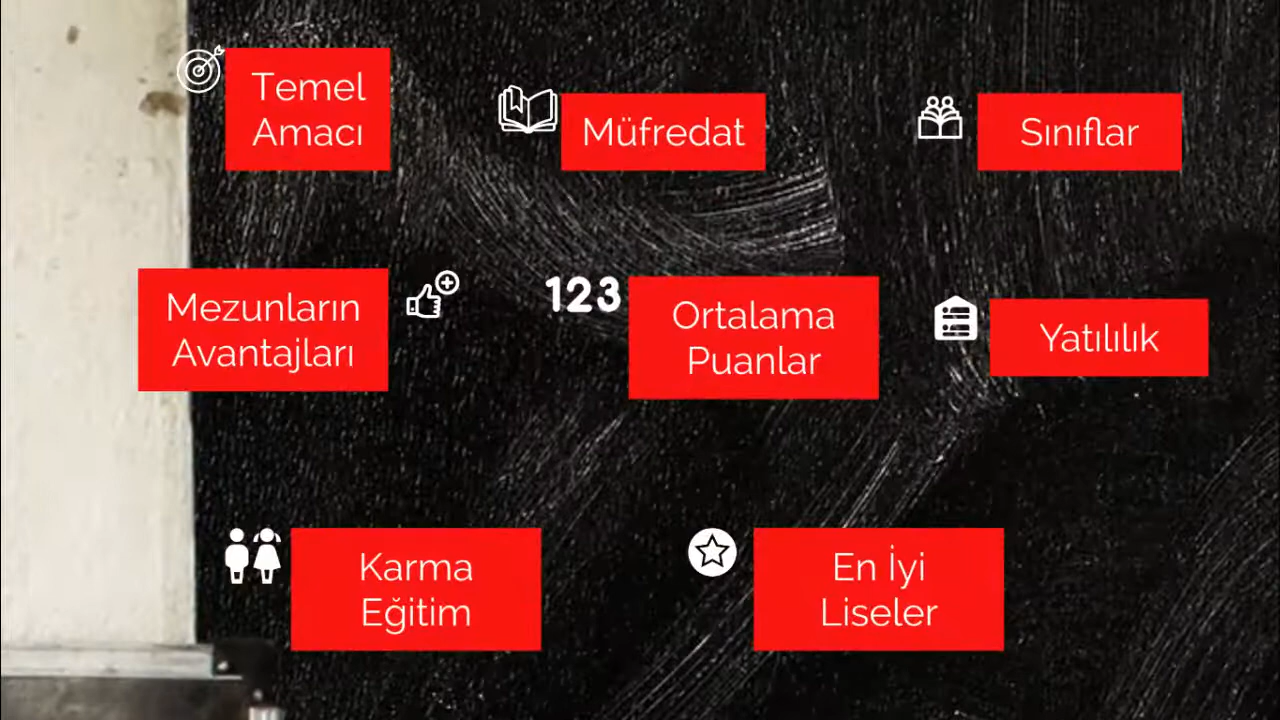 Temel
Amacı
Müfredat
Sınıflar
Mezunların
Avantajları
123
Ortalama
Puanlar
Yatılılık
Karma
Eğitim
En İyi
Liseler